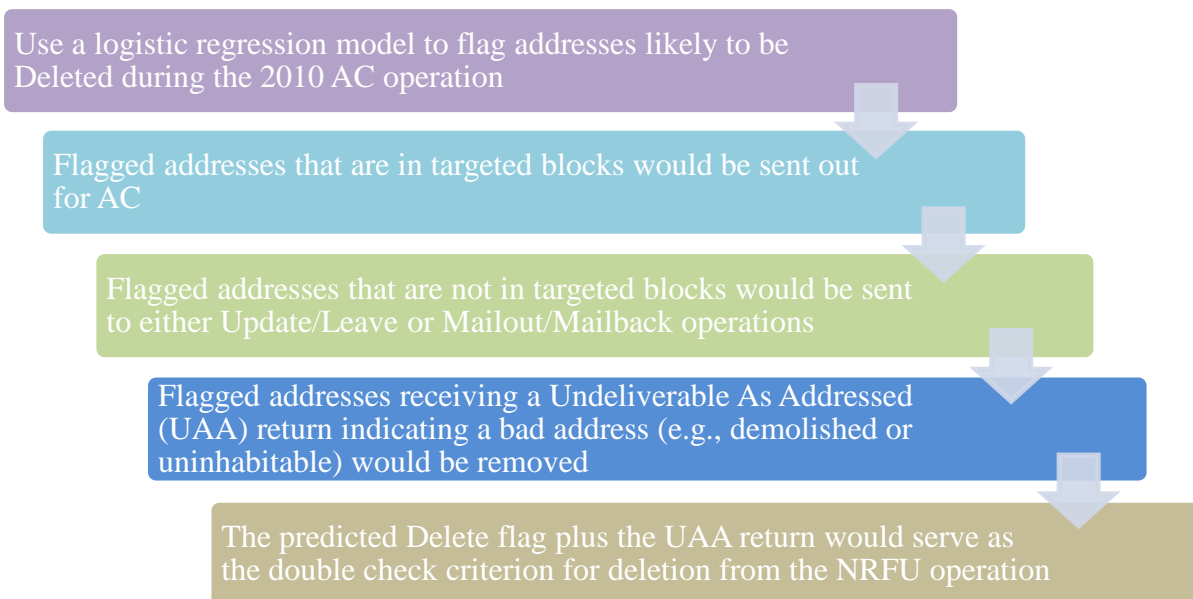 Use a logistic regression model to flag addresses likely to be
Deleted during the 2010 AC operation
Flagged addresses that are in targeted blocks would be sent out
for AC
Flagged addresses that are not in targeted blocks would be sent
to either Update/Leave or Mailout/Mailback operations
Flagged addresses receiving a Undeliverable As Addressed
(UAA) return indicating a bad address (e.g., demolished or
uninhabitable) would be removed
The predicted Delete flag plus the UAA return would serve as
the double check criterion for deletion from the NRFU operation